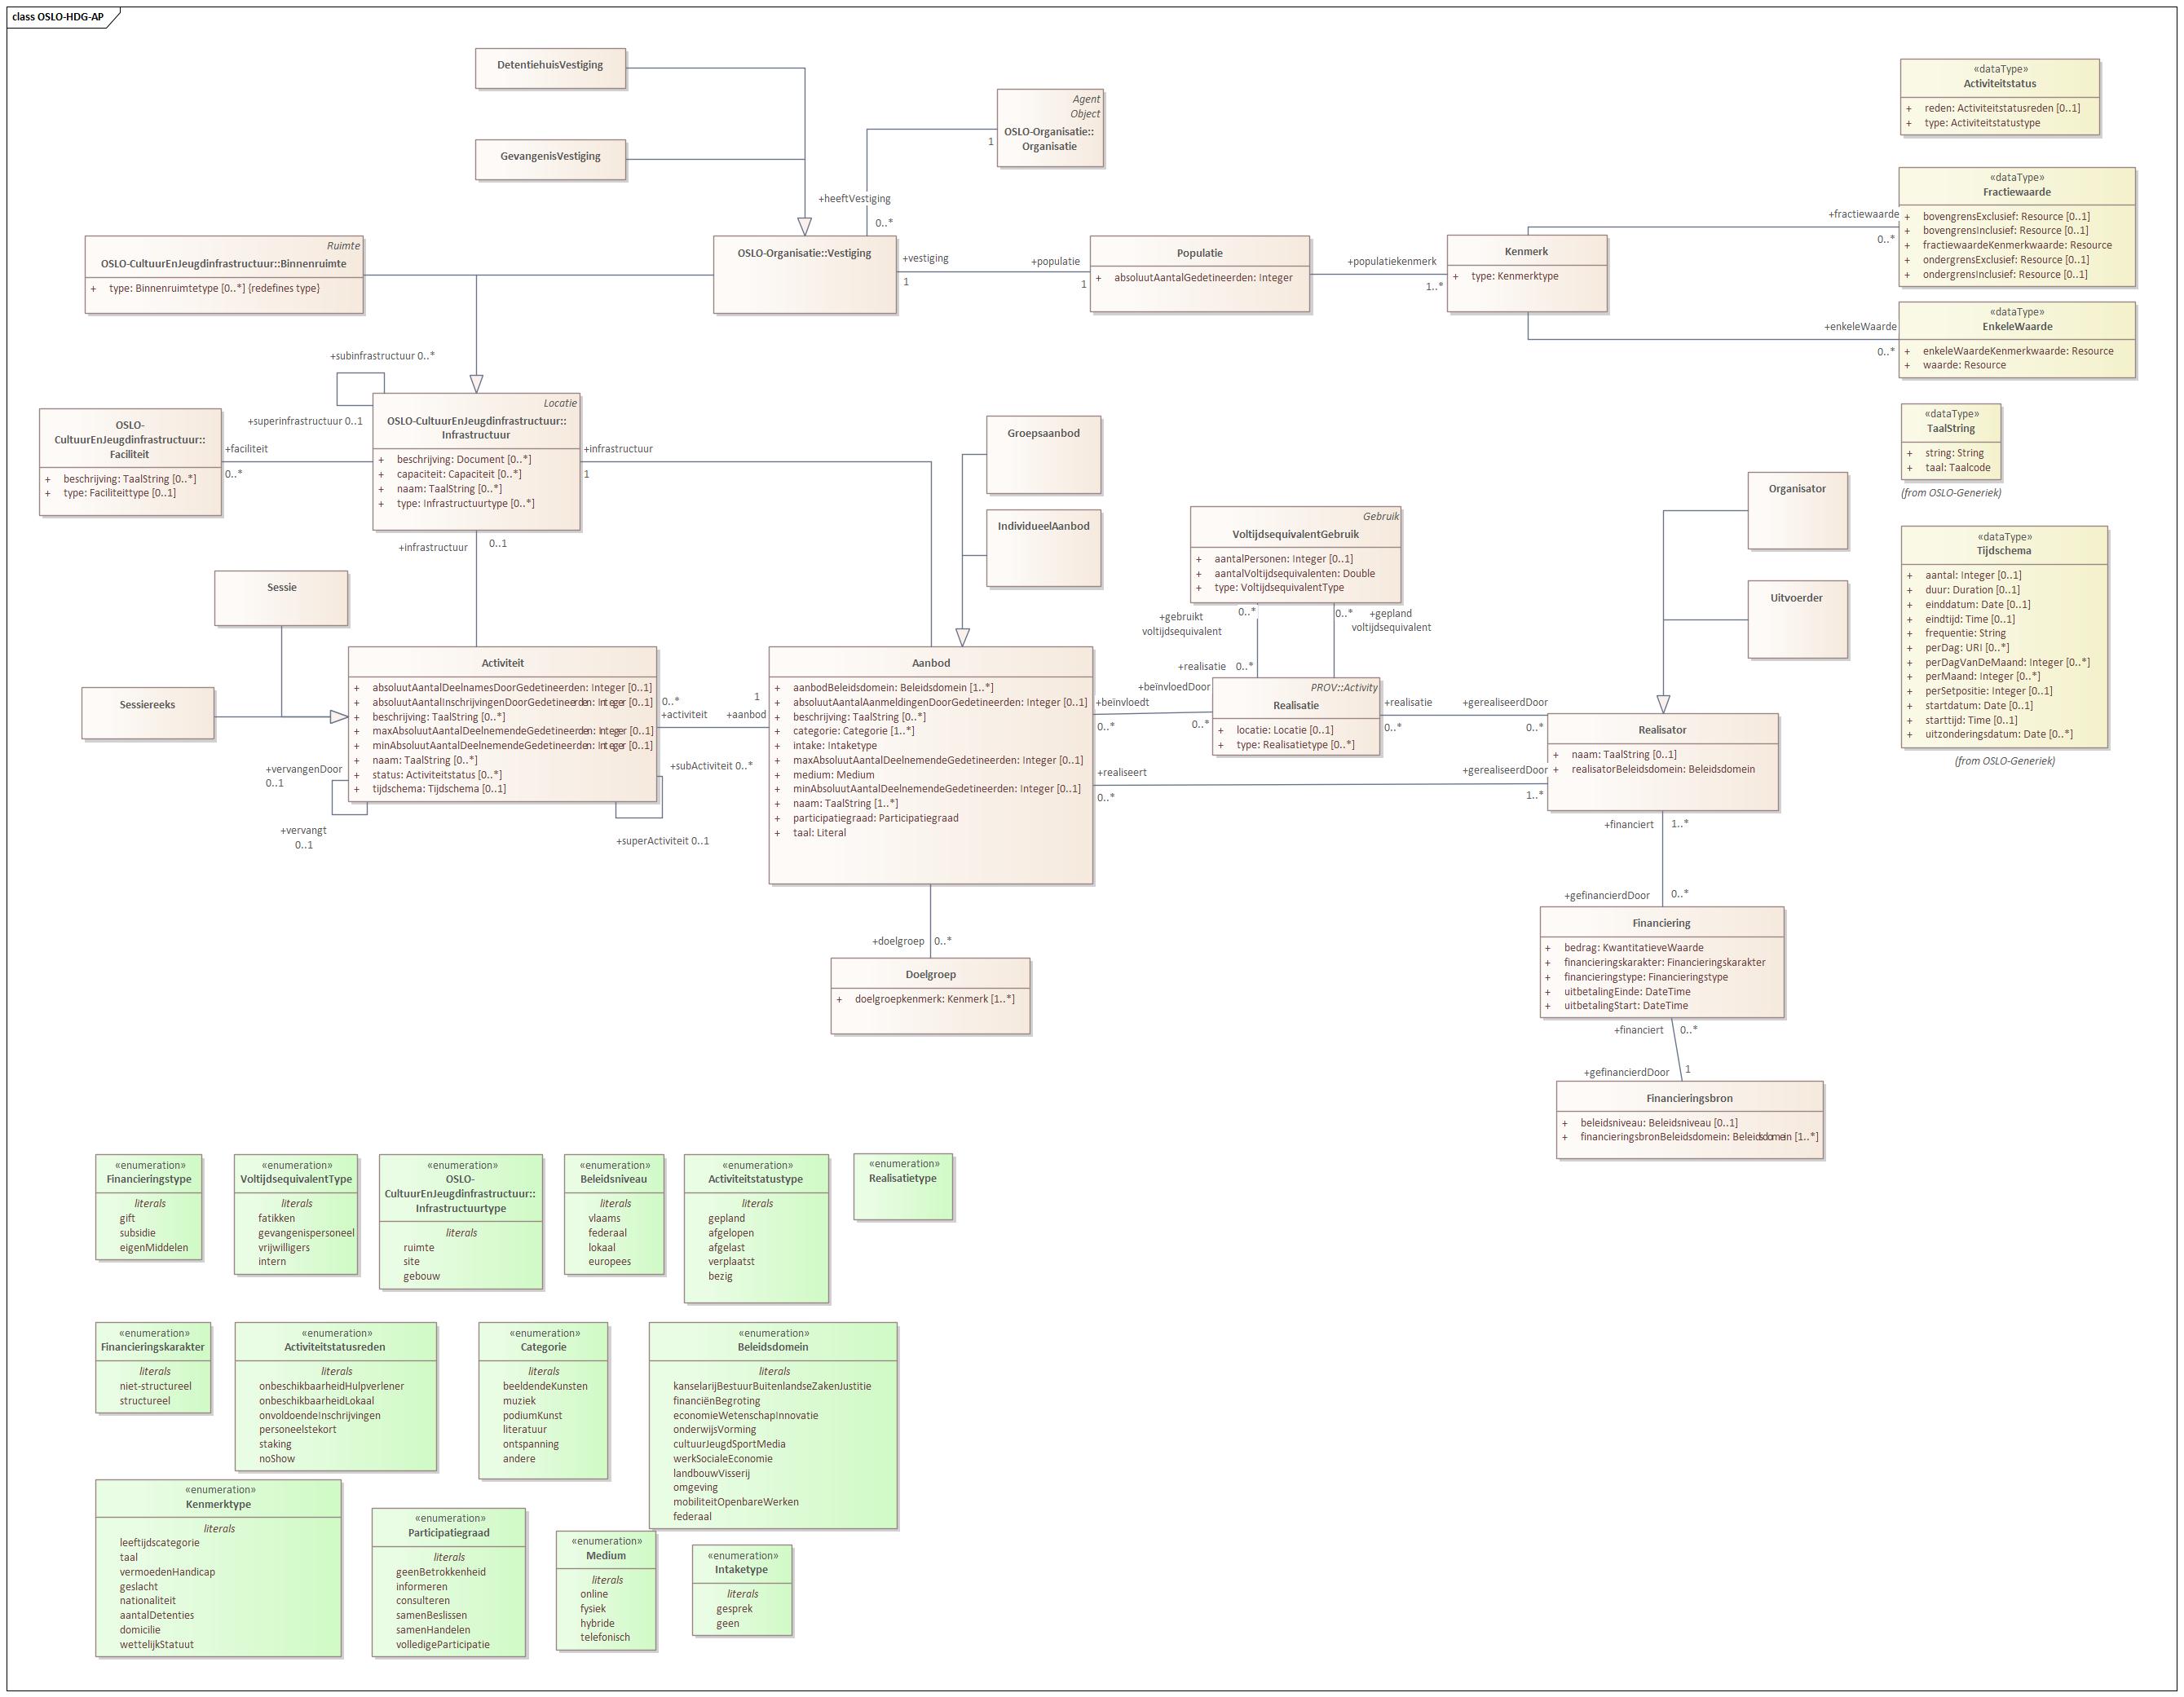 class OSLO-HDG-AP
DetentiehuisVestiging
GevangenisVestiging
Agent
Object
OSLO-Organisatie::
Organisatie
1
+heeftVestiging
0..*
«dataType»
Activiteitstatus
+ reden: Activiteitstatusreden [0..1]
+ type: Activiteitstatustype
«dataType»
Fractiewaarde
+ bovengrensExclusief: Resource [0..1]
+ bovengrensInclusief: Resource [0..1]
+ fractiewaardeKenmerkwaarde: Resource
+ ondergrensExclusief: Resource [0..1]
+ ondergrensInclusief: Resource [0..1]
+fractiewaarde
0..*
Ruimte
OSLO-CultuurEnJeugdinfrastructuur::Binnenruimte
+ type: Binnenruimtetype [0..*] {redefines type}
OSLO-Organisatie::Vestiging
+vestiging
1
+populatie
1
Populatie
+ absoluutAantalGedetineerden: Integer
+populatiekenmerk
1..*
Kenmerk
+ type: Kenmerktype
«dataType»
EnkeleWaarde
+ enkeleWaardeKenmerkwaarde: Resource
+ waarde: Resource
+enkeleWaarde
0..*
+subinfrastructuur 0..*
+superinfrastructuur 0..1
OSLO-
CultuurEnJeugdinfrastructuur::
Faciliteit
+ beschrijving: TaalString [0..*]
+ type: Faciliteittype [0..1]
+faciliteit
0..*
Locatie
OSLO-CultuurEnJeugdinfrastructuur::
Infrastructuur
+ beschrijving: Document [0..*]
+ capaciteit: Capaciteit [0..*]
+ naam: TaalString [0..*]
+ type: Infrastructuurtype [0..*]
+infrastructuur
1
+infrastructuur
0..1
Groepsaanbod
IndividueelAanbod
«dataType»
TaalString
+ string: String
+ taal: Taalcode
(from OSLO-Generiek)
Gebruik
VoltijdsequivalentGebruik
+ aantalPersonen: Integer [0..1]
+ aantalVoltijdsequivalenten: Double
+ type: VoltijdsequivalentType
+gebruikt
voltijdsequivalent
0..*
0..*
+gepland
voltijdsequivalent
+realisatie
0..*
Organisator
Uitvoerder
«dataType»
Tijdschema
+ aantal: Integer [0..1]
+ duur: Duration [0..1]
+ einddatum: Date [0..1]
+ eindtijd: Time [0..1]
+ frequentie: String
+ perDag: URI [0..*]
+ perDagVanDeMaand: Integer [0..*]
+ perMaand: Integer [0..*]
+ perSetpositie: Integer [0..1]
+ startdatum: Date [0..1]
+ starttijd: Time [0..1]
+ uitzonderingsdatum: Date [0..*]
(from OSLO-Generiek)
Sessie
Sessiereeks
Activiteit
+ absoluutAantalDeelnamesDoorGedetineerden: Integer [0..1]
+ absoluutAantalInschrijvingenDoorGedetineerden: Integer [0..1]
+ beschrijving: TaalString [0..*]
+ maxAbsoluutAantalDeelnemendeGedetineerden: Integer [0..1]
+ minAbsoluutAantalDeelnemendeGedetineerden: Integer [0..1]
+ naam: TaalString [0..*]
+ status: Activiteitstatus [0..*]
+ tijdschema: Tijdschema [0..1]
+vervangenDoor
0..1
+vervangt
0..1
+subActiviteit 0..*
+superActiviteit 0..1
0..*
+activiteit
1
+aanbod
Aanbod
+ aanbodBeleidsdomein: Beleidsdomein [1..*]
+ absoluutAantalAanmeldingenDoorGedetineerden: Integer [0..1]
+ beschrijving: TaalString [0..*]
+ categorie: Categorie [1..*]
+ intake: Intaketype
+ maxAbsoluutAantalDeelnemendeGedetineerden: Integer [0..1]
+ medium: Medium
+ minAbsoluutAantalDeelnemendeGedetineerden: Integer [0..1]
+ naam: TaalString [1..*]
+ participatiegraad: Participatiegraad
+ taal: Literal
+beïnvloedt
0..*
+beïnvloedDoor
0..*
PROV::Activity
Realisatie
+ locatie: Locatie [0..1]
+ type: Realisatietype [0..*]
+realisatie
0..*
+gerealiseerdDoor
0..*
+realiseert
0..*
+gerealiseerdDoor
1..*
Realisator
+ naam: TaalString [0..1]
+ realisatorBeleidsdomein: Beleidsdomein
+financiert
1..*
+gefinancierdDoor
0..*
Financiering
+ bedrag: KwantitatieveWaarde
+ financieringskarakter: Financieringskarakter
+ financieringstype: Financieringstype
+ uitbetalingEinde: DateTime
+ uitbetalingStart: DateTime
+financiert
0..*
+gefinancierdDoor
1
Financieringsbron
+ beleidsniveau: Beleidsniveau [0..1]
+ financieringsbronBeleidsdomein: Beleidsdomein [1..*]
+doelgroep
0..*
Doelgroep
+ doelgroepkenmerk: Kenmerk [1..*]
«enumeration»
Financieringstype
literals
gift
subsidie
eigenMiddelen
«enumeration»
VoltijdsequivalentType
literals
fatikken
gevangenispersoneel
vrijwilligers
intern
«enumeration»
OSLO-
CultuurEnJeugdinfrastructuur::
Infrastructuurtype
literals
ruimte
site
gebouw
«enumeration»
Beleidsniveau
literals
vlaams
federaal
lokaal
europees
«enumeration»
Activiteitstatustype
literals
gepland
afgelopen
afgelast
verplaatst
bezig
«enumeration»
Realisatietype
«enumeration»
Financieringskarakter
literals
niet-structureel
structureel
«enumeration»
Activiteitstatusreden
literals
onbeschikbaarheidHulpverlener
onbeschikbaarheidLokaal
onvoldoendeInschrijvingen
personeelstekort
staking
noShow
«enumeration»
Categorie
literals
beeldendeKunsten
muziek
podiumKunst
literatuur
ontspanning
andere
«enumeration»
Beleidsdomein
literals
kanselarijBestuurBuitenlandseZakenJustitie
financiënBegroting
economieWetenschapInnovatie
onderwijsVorming
cultuurJeugdSportMedia
werkSocialeEconomie
landbouwVisserij
omgeving
mobiliteitOpenbareWerken
federaal
«enumeration»
Kenmerktype
literals
leeftijdscategorie
taal
vermoedenHandicap
geslacht
nationaliteit
aantalDetenties
domicilie
wettelijkStatuut
«enumeration»
Participatiegraad
literals
geenBetrokkenheid
informeren
consulteren
samenBeslissen
samenHandelen
volledigeParticipatie
«enumeration»
Medium
literals
online
fysiek
hybride
telefonisch
«enumeration»
Intaketype
literals
gesprek
geen